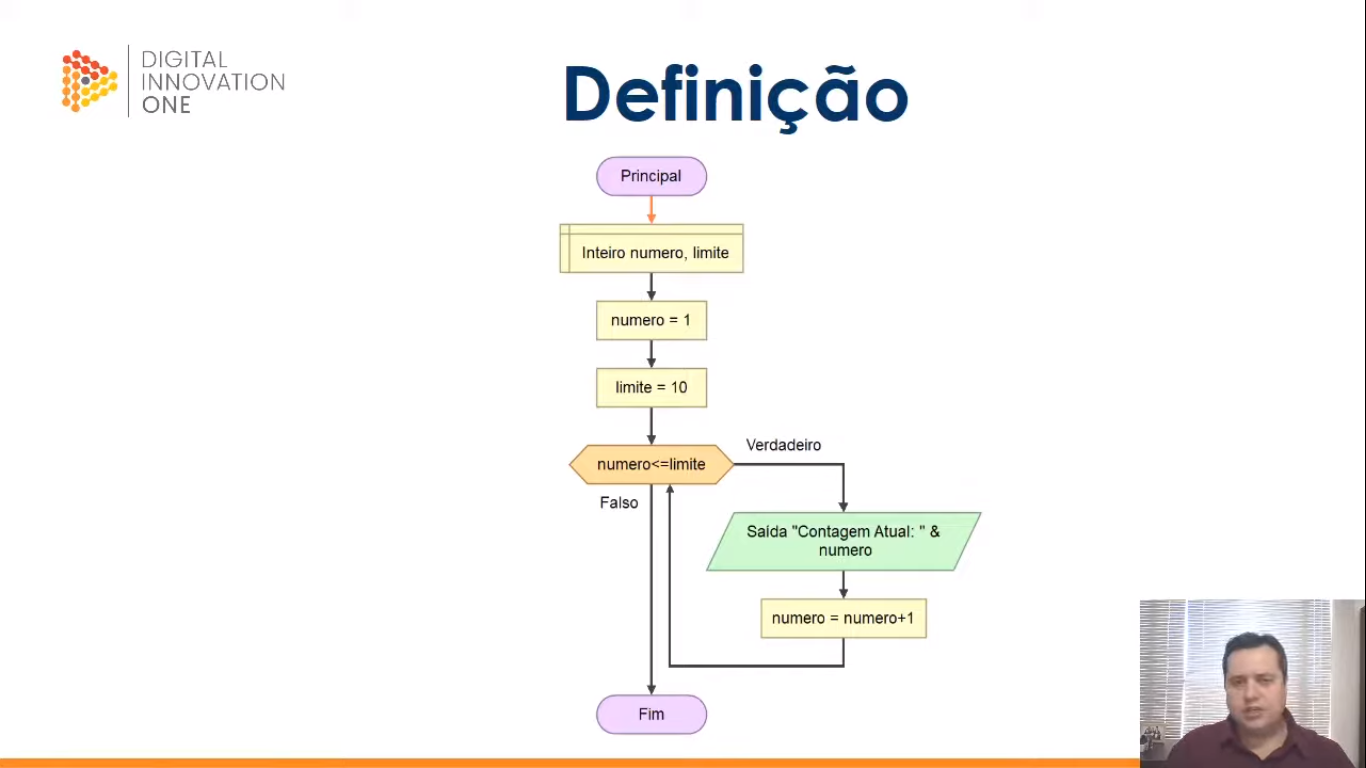 DIGITAL
INNOVATION
ONE
Definição
Principal
Inteiro numero, limite
numero = 1
limite = 10
numero<=limite
Verdadeiro
Falso
Saída "Contagem Atual: " &
numero
numero = numero+1
Fim